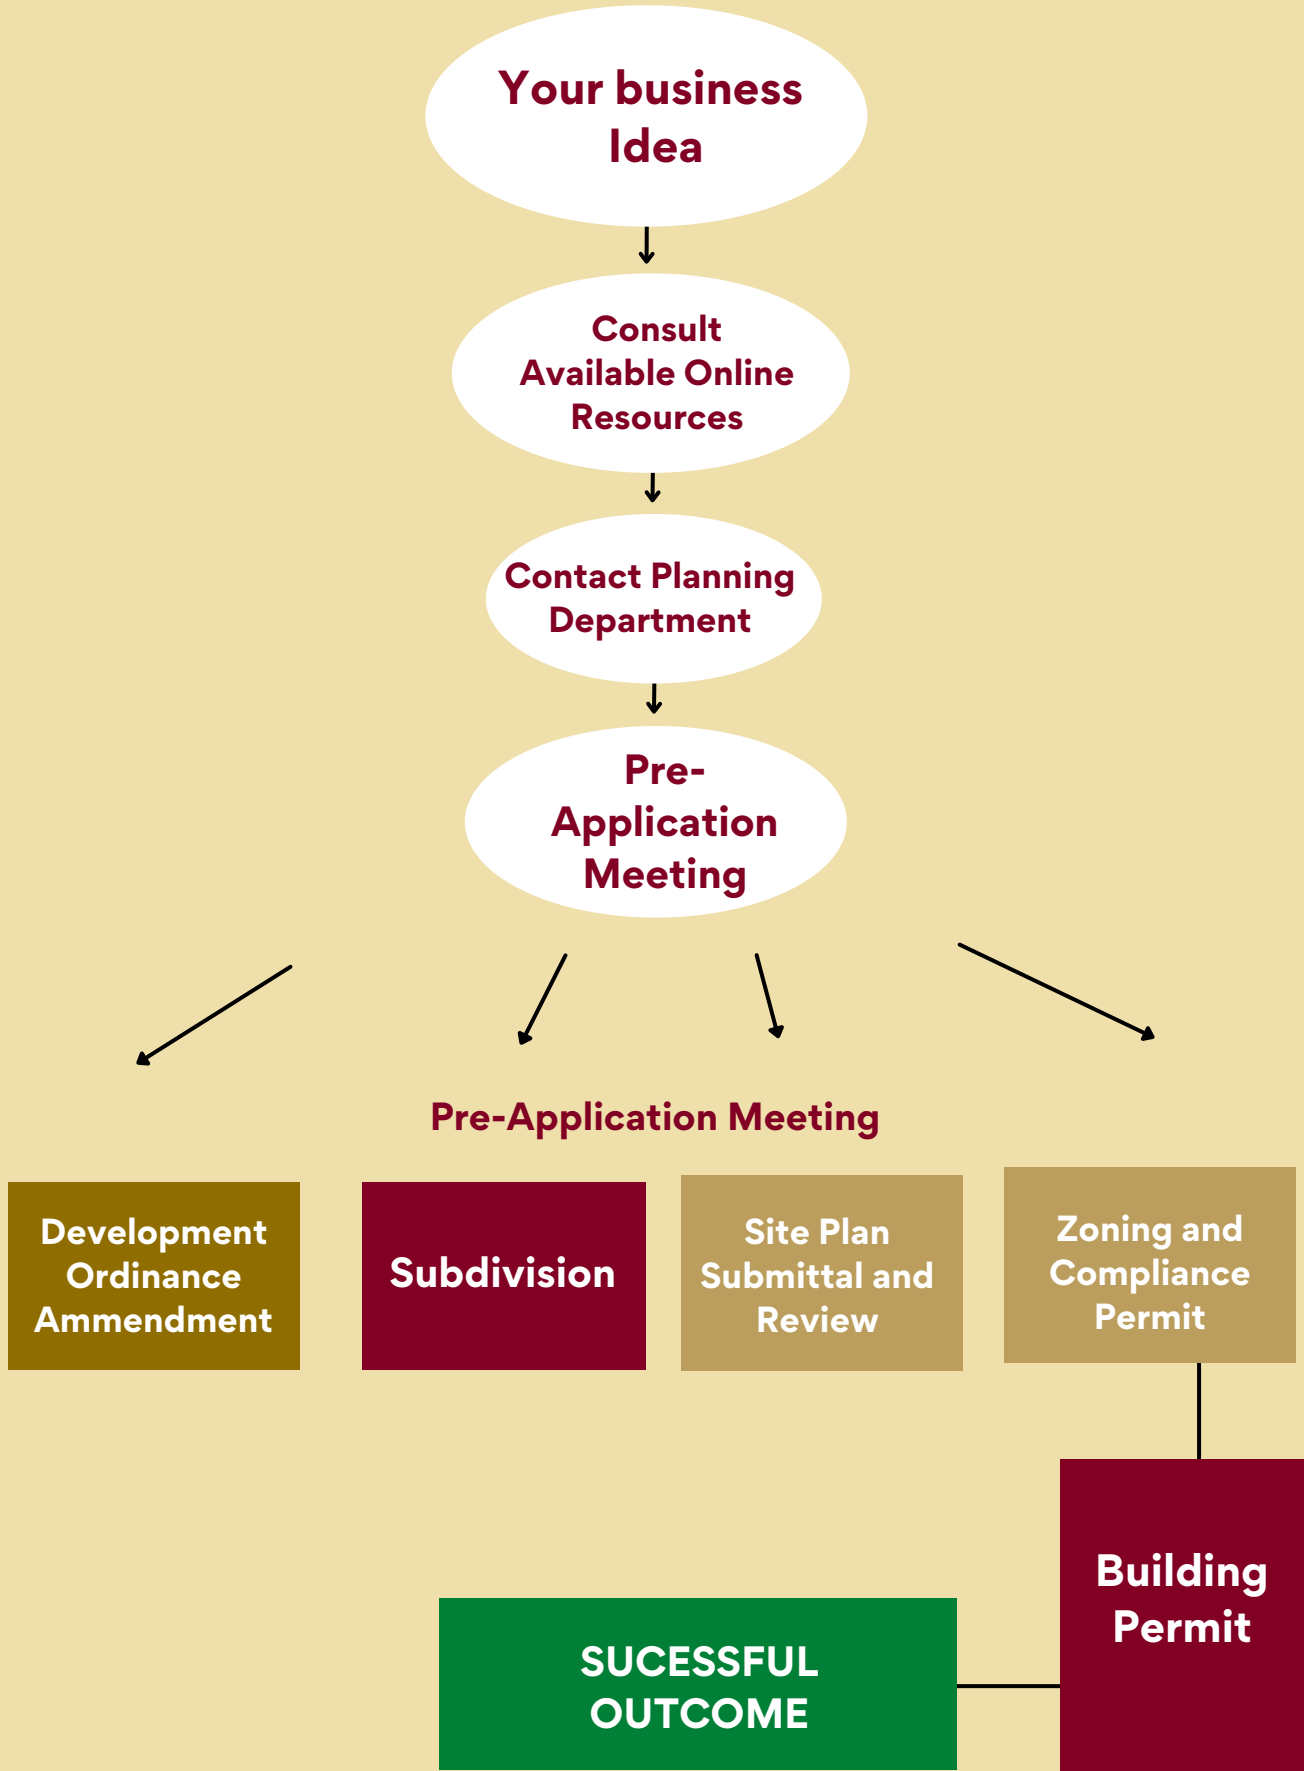 Your business
Idea
Consult
Available Online
Resources
Contact Planning
Department
Pre-
Application
Meeting
Pre-Application Meeting
Development
Ordinance
Ammendment
Subdivision
Site Plan
Submittal and
Review
Zoning and
Compliance
Permit
Building
Permit
SUCESSFUL
OUTCOME